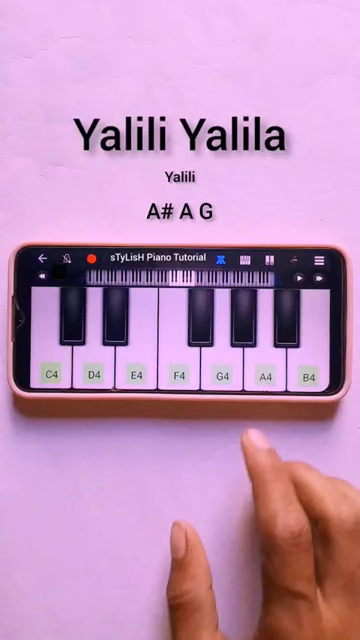 Yalili Yalila
Yalili
A# A G
sTyLisH Piano Tutorial
C4 D4 E4 F4 G4 A4 B4